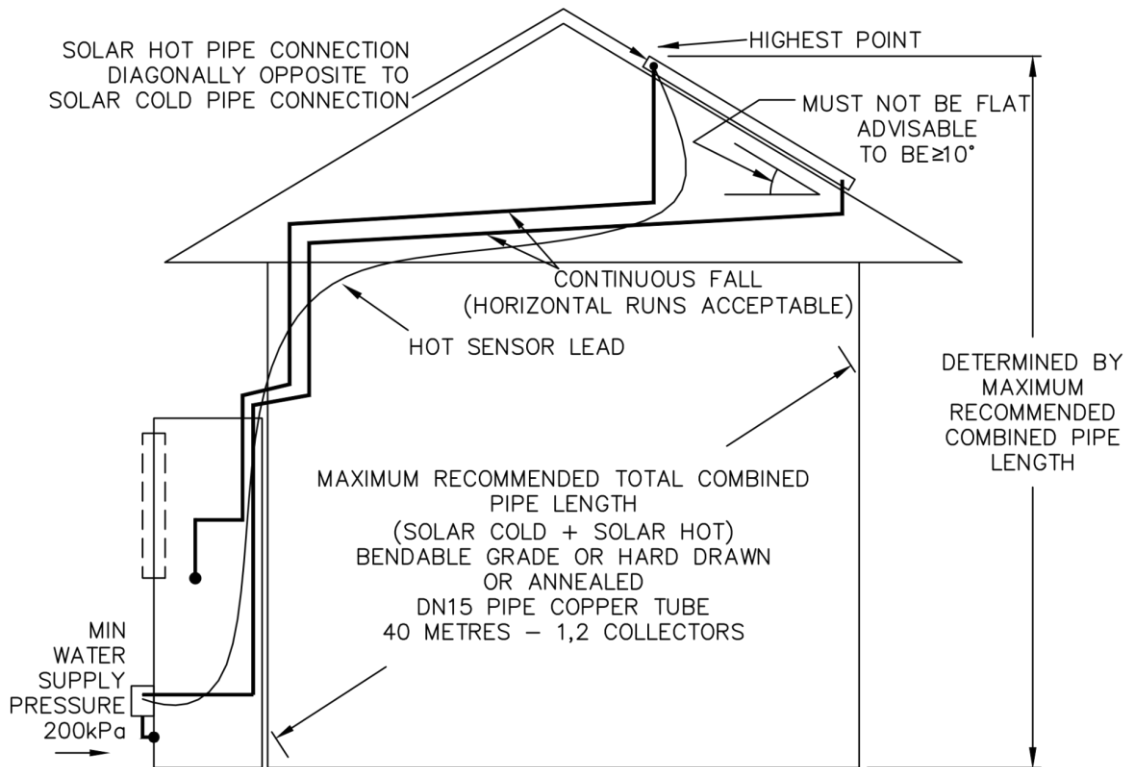 SOLAR HOT PIPE CONNECTION
DIAGONALLY OPPOSITE TO
SOLAR COLD PIPE CONNECTION
HIGHEST POINT
MUST NOT BE FLAT
ADVISABLE
TO BE≥10°
CONTINUOUS FALL
(HORIZONTAL RUNS ACCEPTABLE)
HOT SENSOR LEAD
DETERMINED BY
MAXIMUM
RECOMMENDED
COMBINED PIPE
LENGTH
MAXIMUM RECOMMENDED TOTAL COMBINED
PIPE LENGTH
(SOLAR COLD + SOLAR HOT)
BENDABLE GRADE OR HARD DRAWN
OR ANNEALED
DN15 PIPE COPPER TUBE
40 METRES – 1,2 COLLECTORS
MIN
WATER
SUPPLY
PRESSURE
200kPa